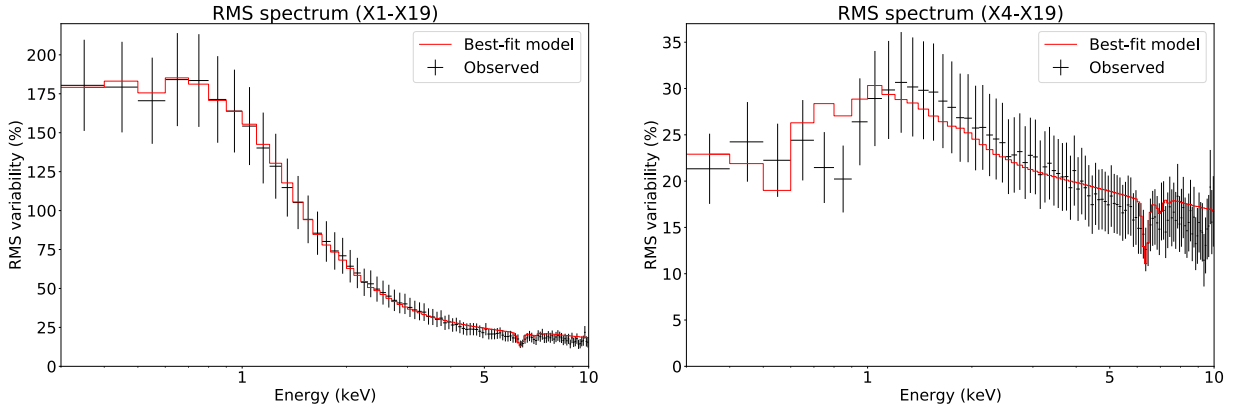 RMS spectrum (X1-X19)
Best-fit model
Observed
RMS variability (%)
200
175
150
125
100
75
50
25
0
1
5
10
Energy (keV)
RMS spectrum (X4-X19)
Best-fit model
Observed
RMS variability (%)
35
30
25
20
15
10
5
0
1
5
10
Energy (keV)